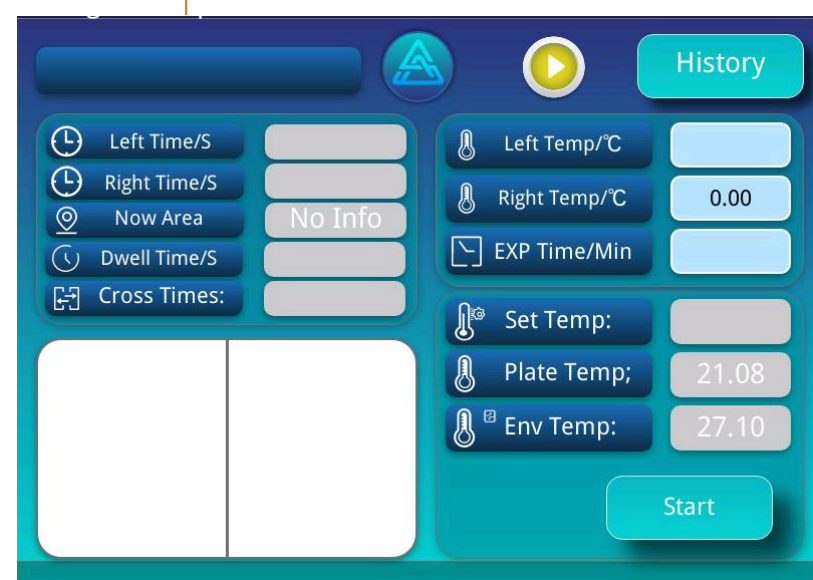 History
Left Time/S
Right Time/S
Now Area No Info
Dwell Time/S
Cross Times:
Left Temp/℃
Right Temp/℃ 0.00
EXP Time/Min
Set Temp:
Plate Temp; 21.08
Env Temp: 27.10
Start